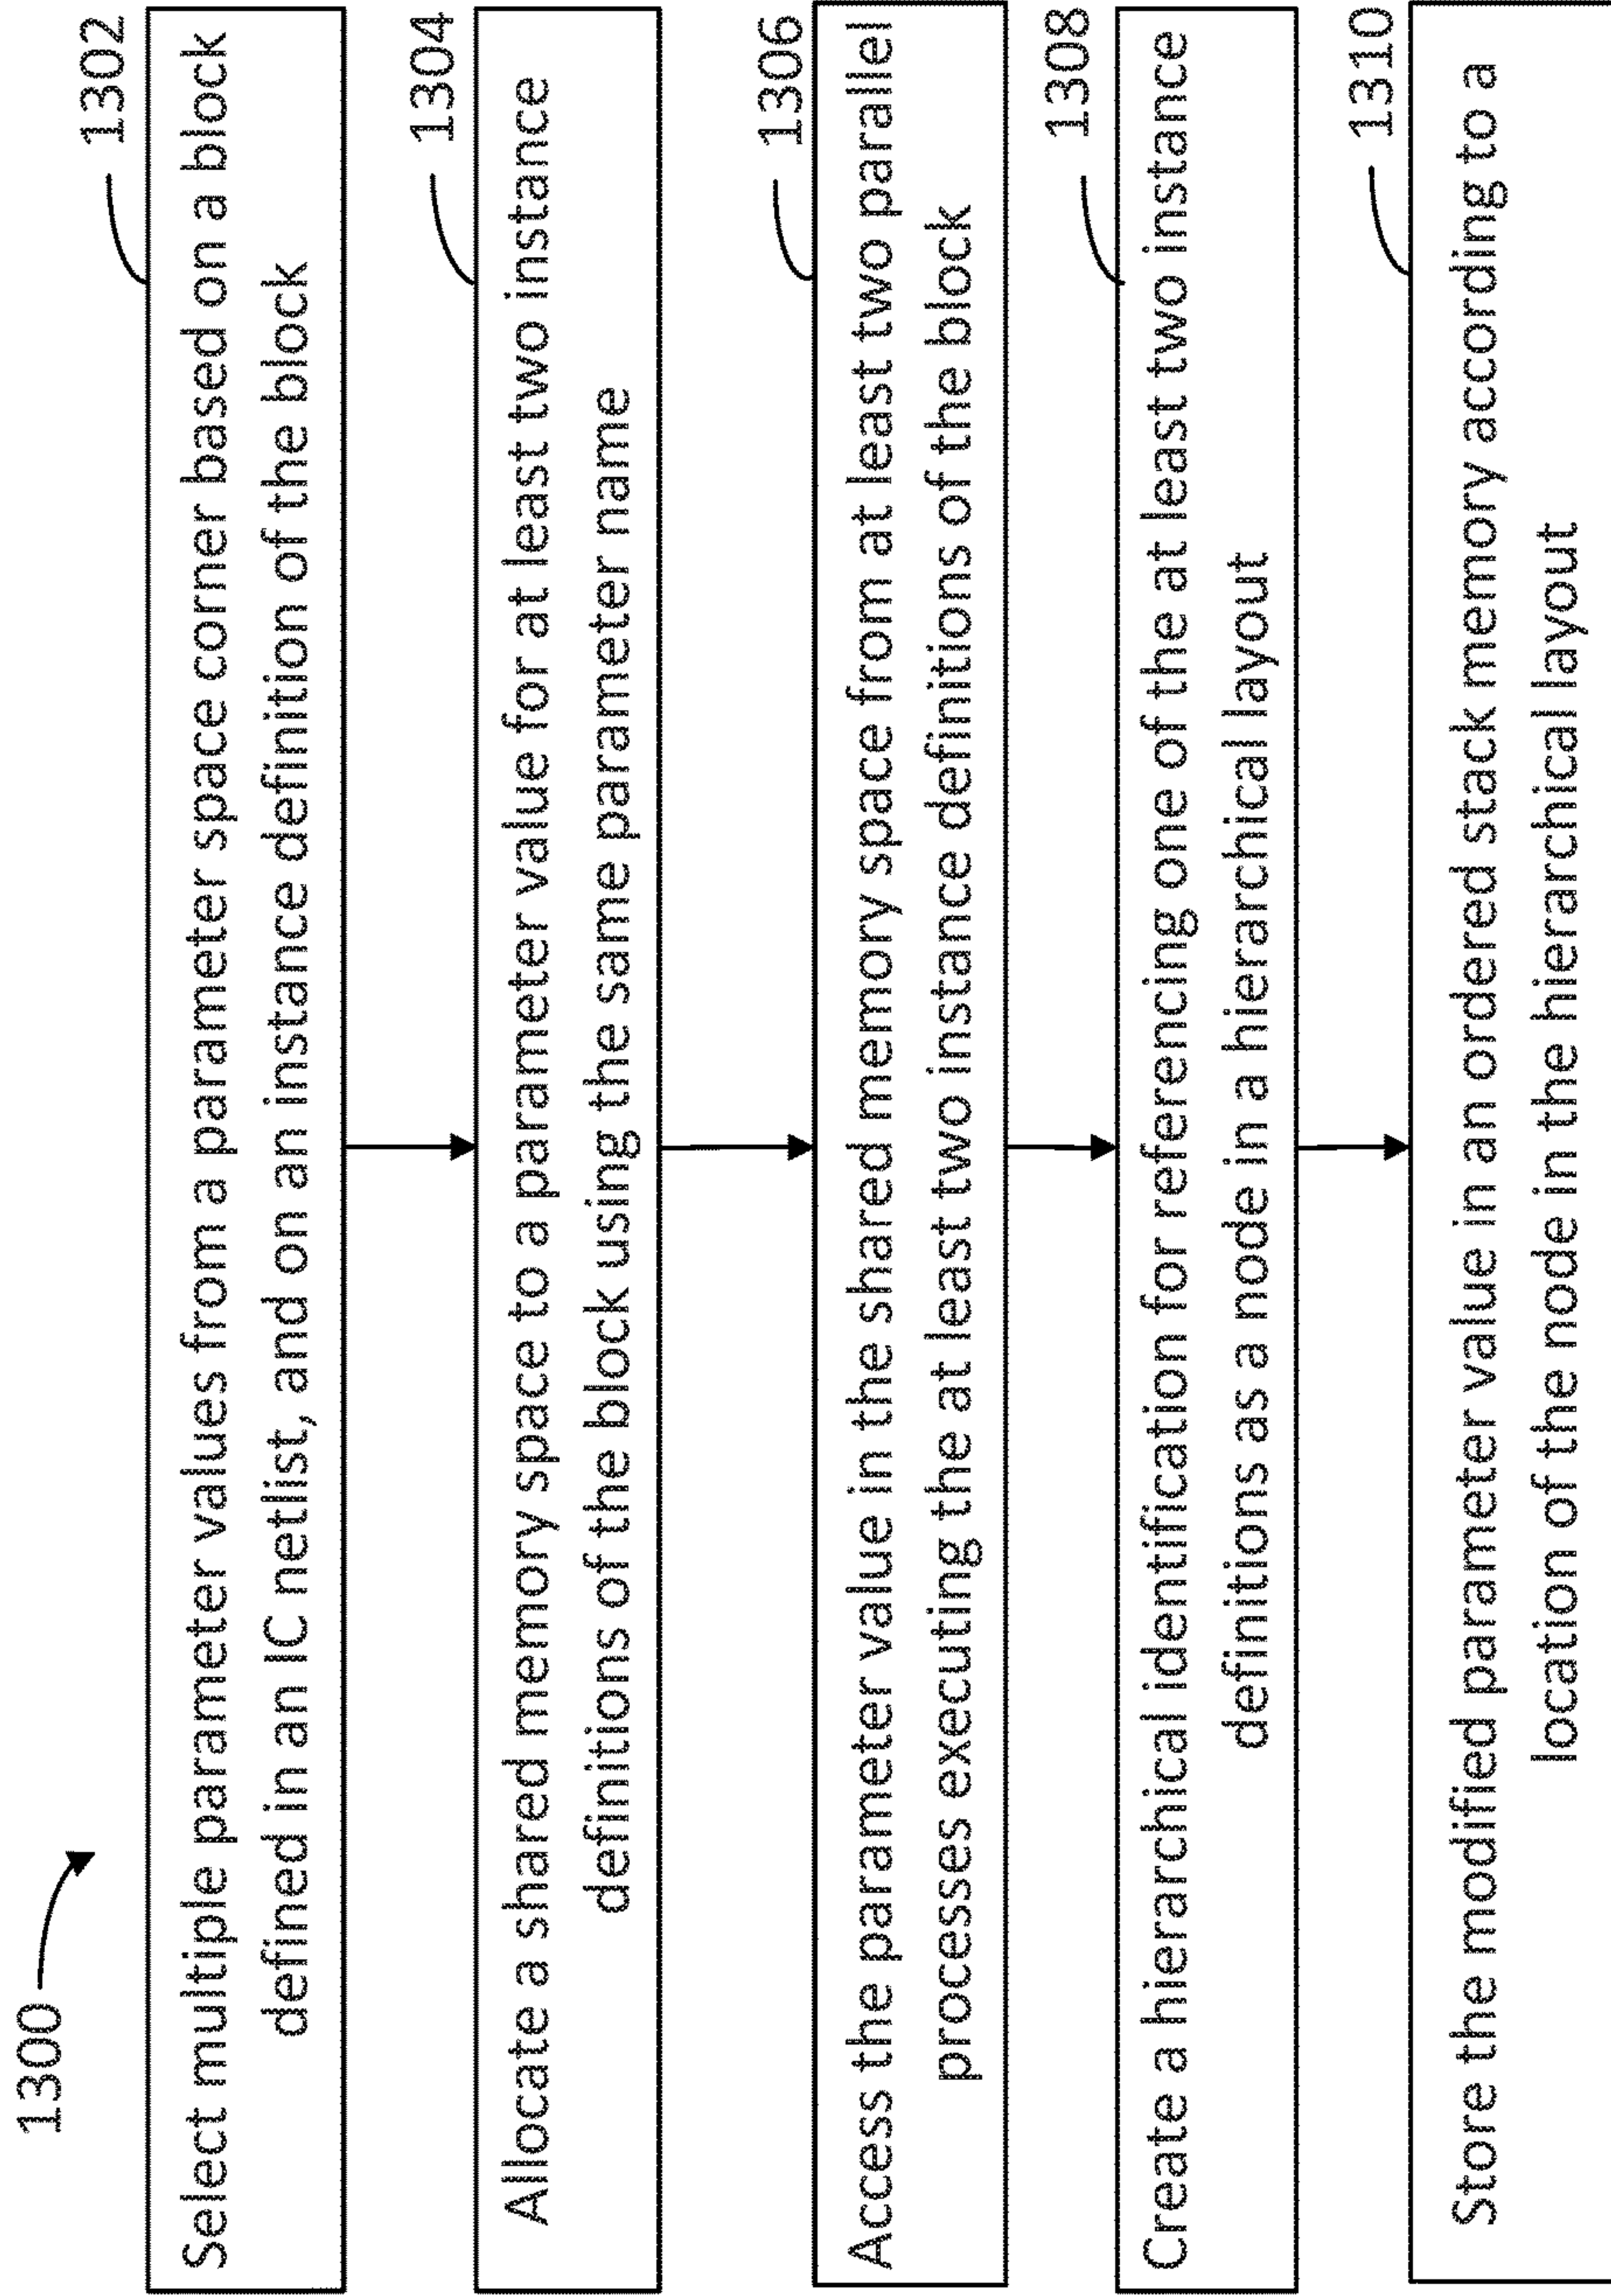 1300
1302
Select multiple parameter values from a parameter space corner based on a block
defined in an IC netlist, and on an instance definition of the block
1304
Allocate a shared memory space to a parameter value for at least two instance
definitions of the block using the same parameter name
1306
Access the parameter value in the shared memory space from at least two parallel
processes executing the at least two instance definitions of the block
1308
Create a hierarchical identification for referencing one of the at least two instance
definitions as a node in a hierarchical layout
1310
Store the modified parameter value in an ordered stack memory according to a
location of the node in the hierarchical layout